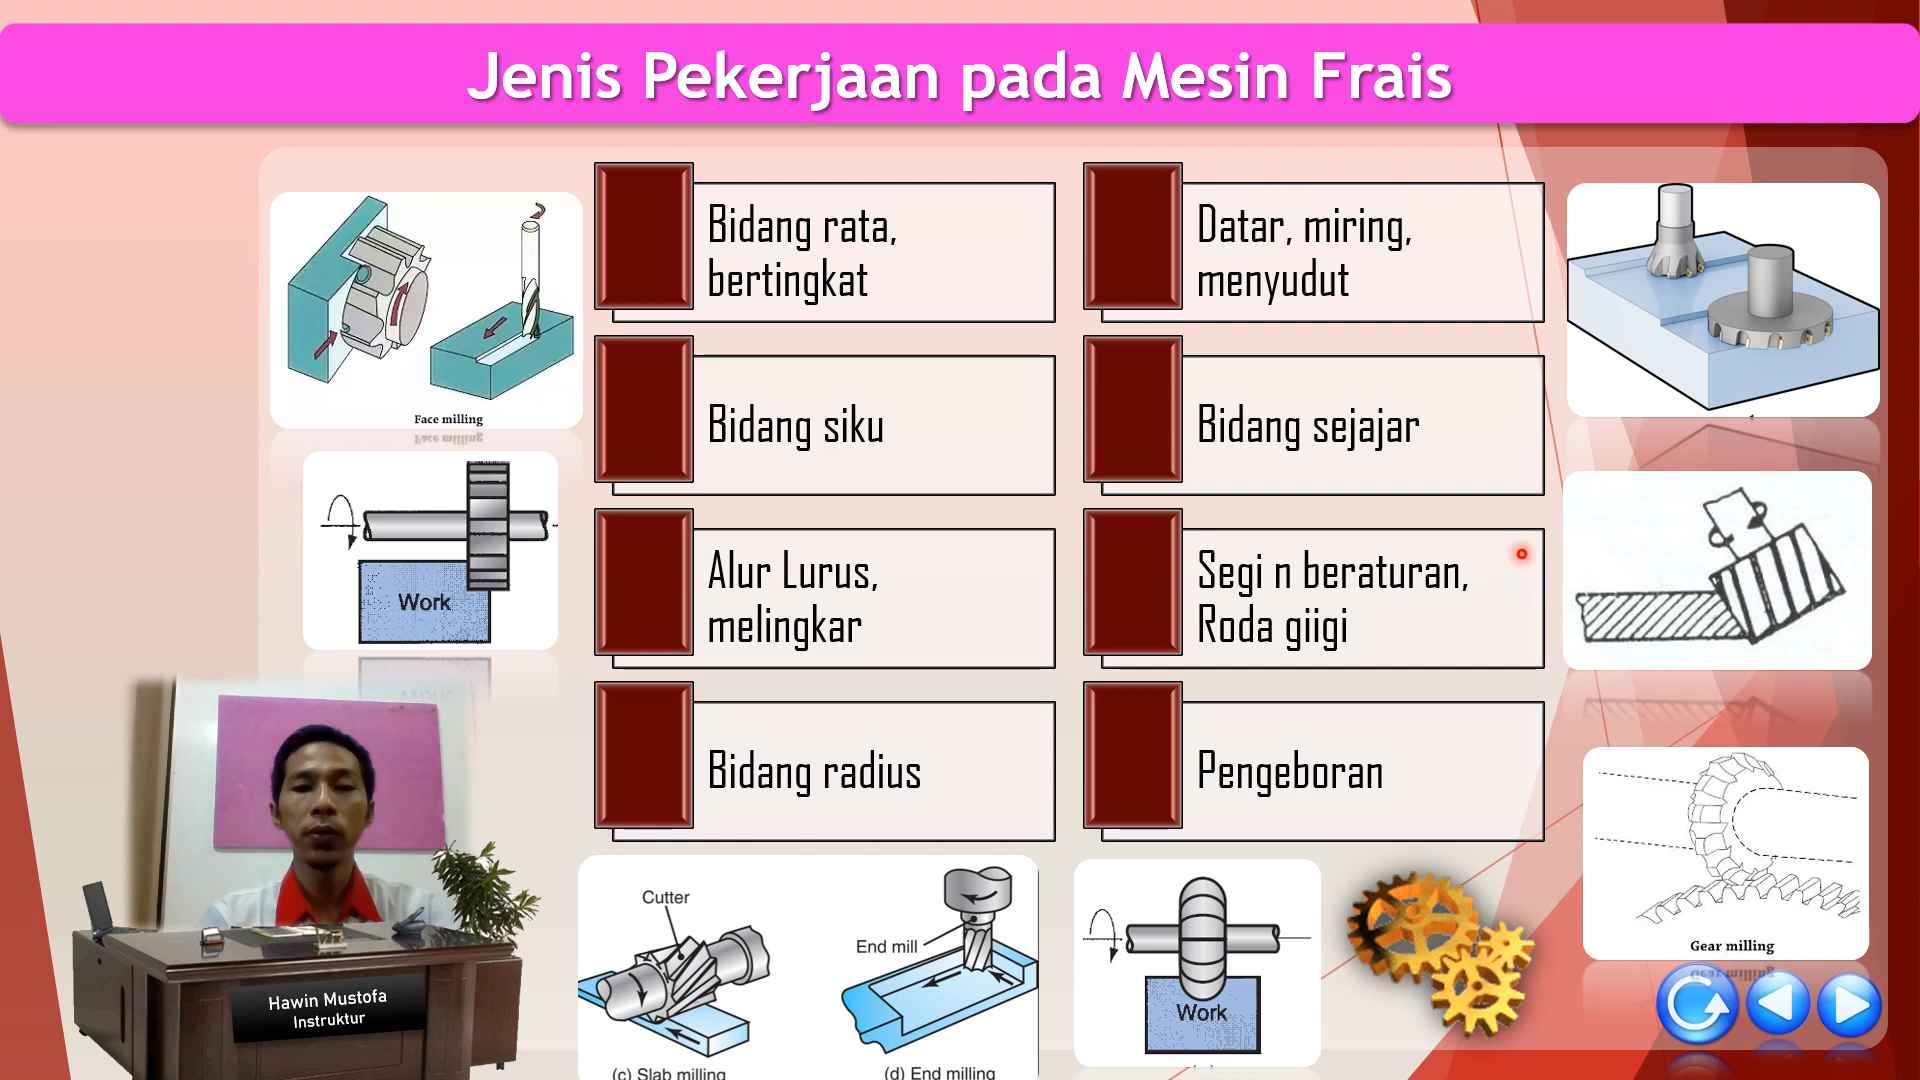 Jenis Pekerjaan pada Mesin Frais
Bidang rata,
bertingkat
Datar, miring,
menyudut
Face milling
Bidang siku
Bidang sejajar
Work
Alur Lurus,
melingkar
Segi n beraturan,
Roda giigi
Bidang radius
Pengeboran
Cutter
End mill
(c) Slab milling
(d) End milling
Work
Gear milling
Hawin Mustofa
Instruktur